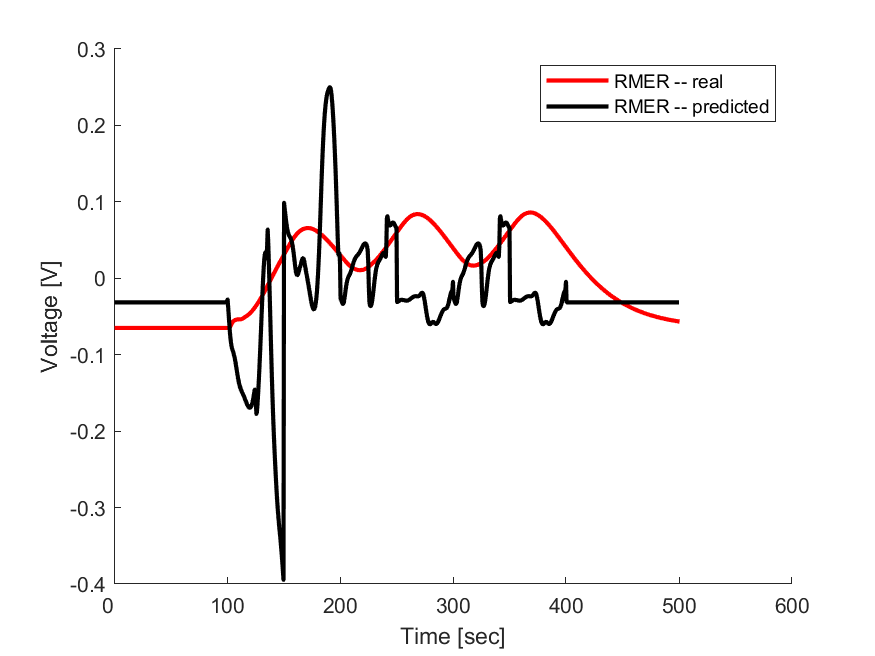 0.3
0.2
0.1
0
-0.1
-0.2
-0.3
-0.4
Voltage [V]
RMER -- real
RMER -- predicted
0 100 200 300 400 500 600
Time [sec]